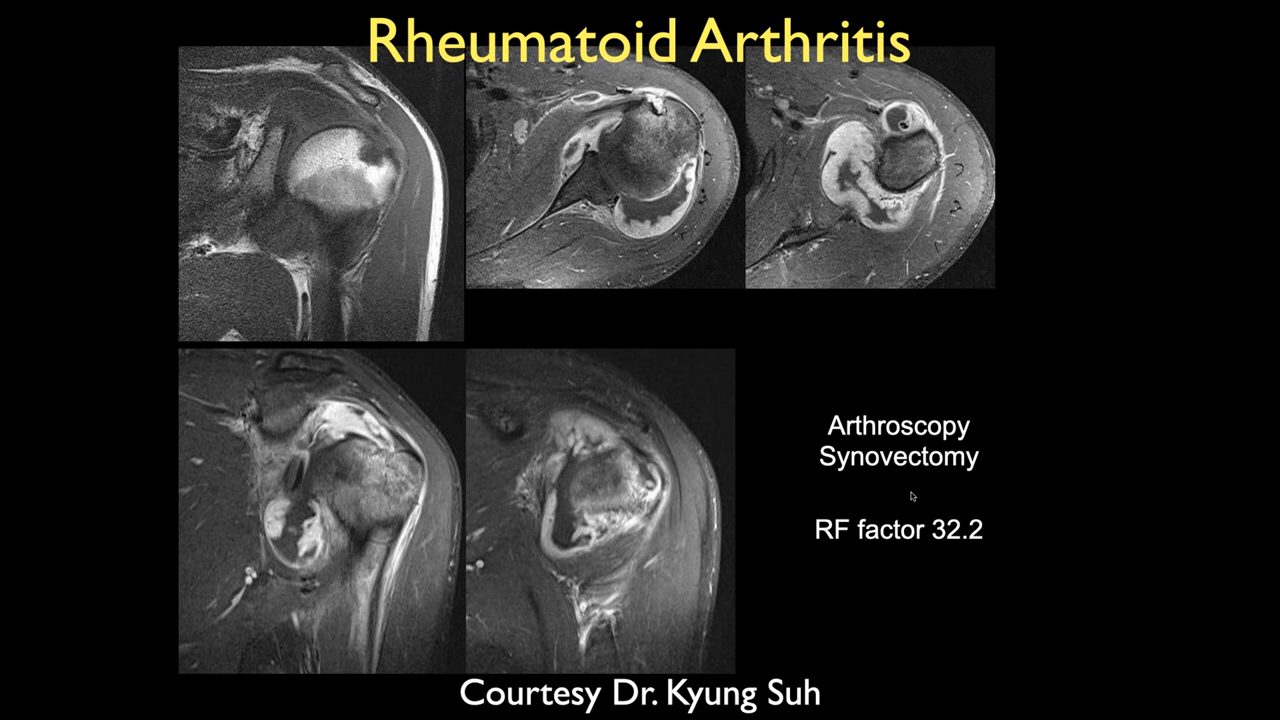 Rheumatoid Arthritis
Arthroscopy
Synovectomy
RF factor 32.2
Courtesy Dr. Kyung Suh